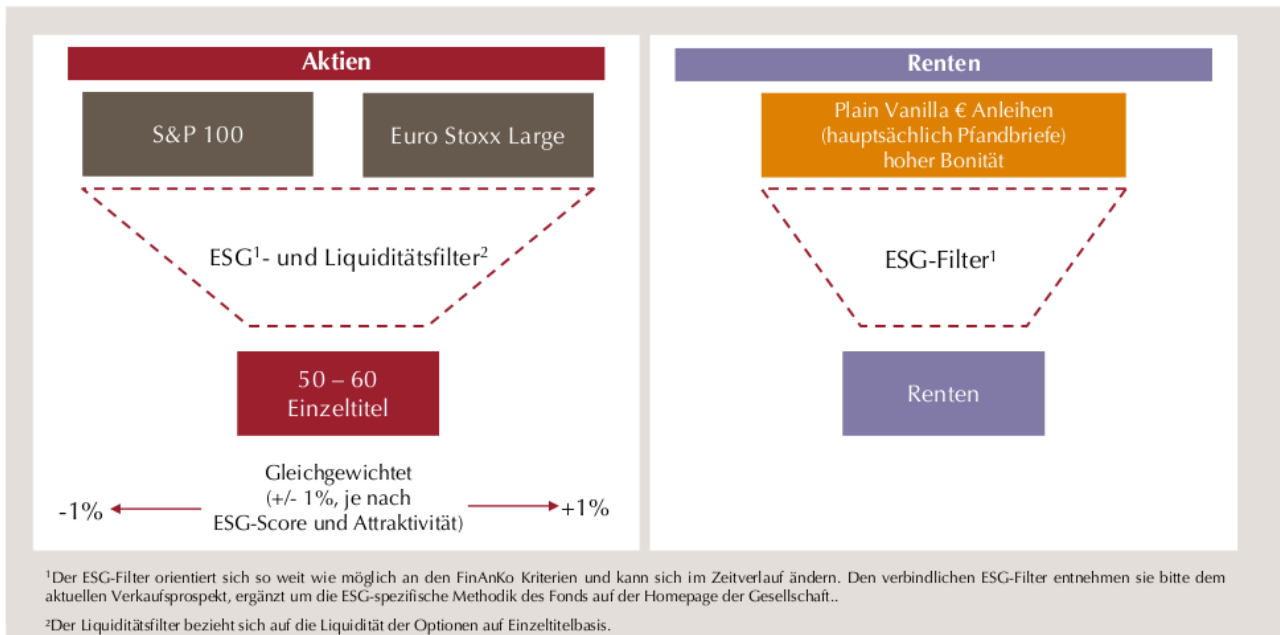 Aktien
S&P 100
Euro Stoxx Large
ESG¹- und Liquiditätsfilter²
50 – 60
Einzeltitel
Gleichgewichtet
(+/- 1%, je nach
ESG-Score und Attraktivität)
-1%
+1%
Renten
Plain Vanilla € Anleihen
(hauptsächlich Pfandbriefe)
hoher Bonität
ESG-Filter¹
Renten
¹Der ESG-Filter orientiert sich so weit wie möglich an den FinAnKo Kriterien und kann sich im Zeitverlauf ändern. Den verbindlichen ESG-Filter entnehmen sie bitte dem
aktuellen Verkaufsprospekt, ergänzt um die ESG-spezifische Methodik des Fonds auf der Homepage der Gesellschaft..
²Der Liquiditätsfilter bezieht sich auf die Liquidität der Optionen auf Einzeltitelbasis.